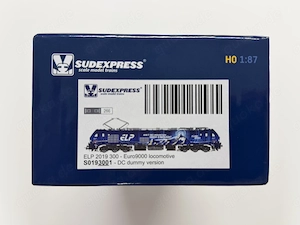 SUDEXPRESS
scale model trains
H0 1:87
SUDEXPRESS
scale model trains
ELP
ELP 2019 300 - Euro9000 locomotive
S0193001 - DC dummy version